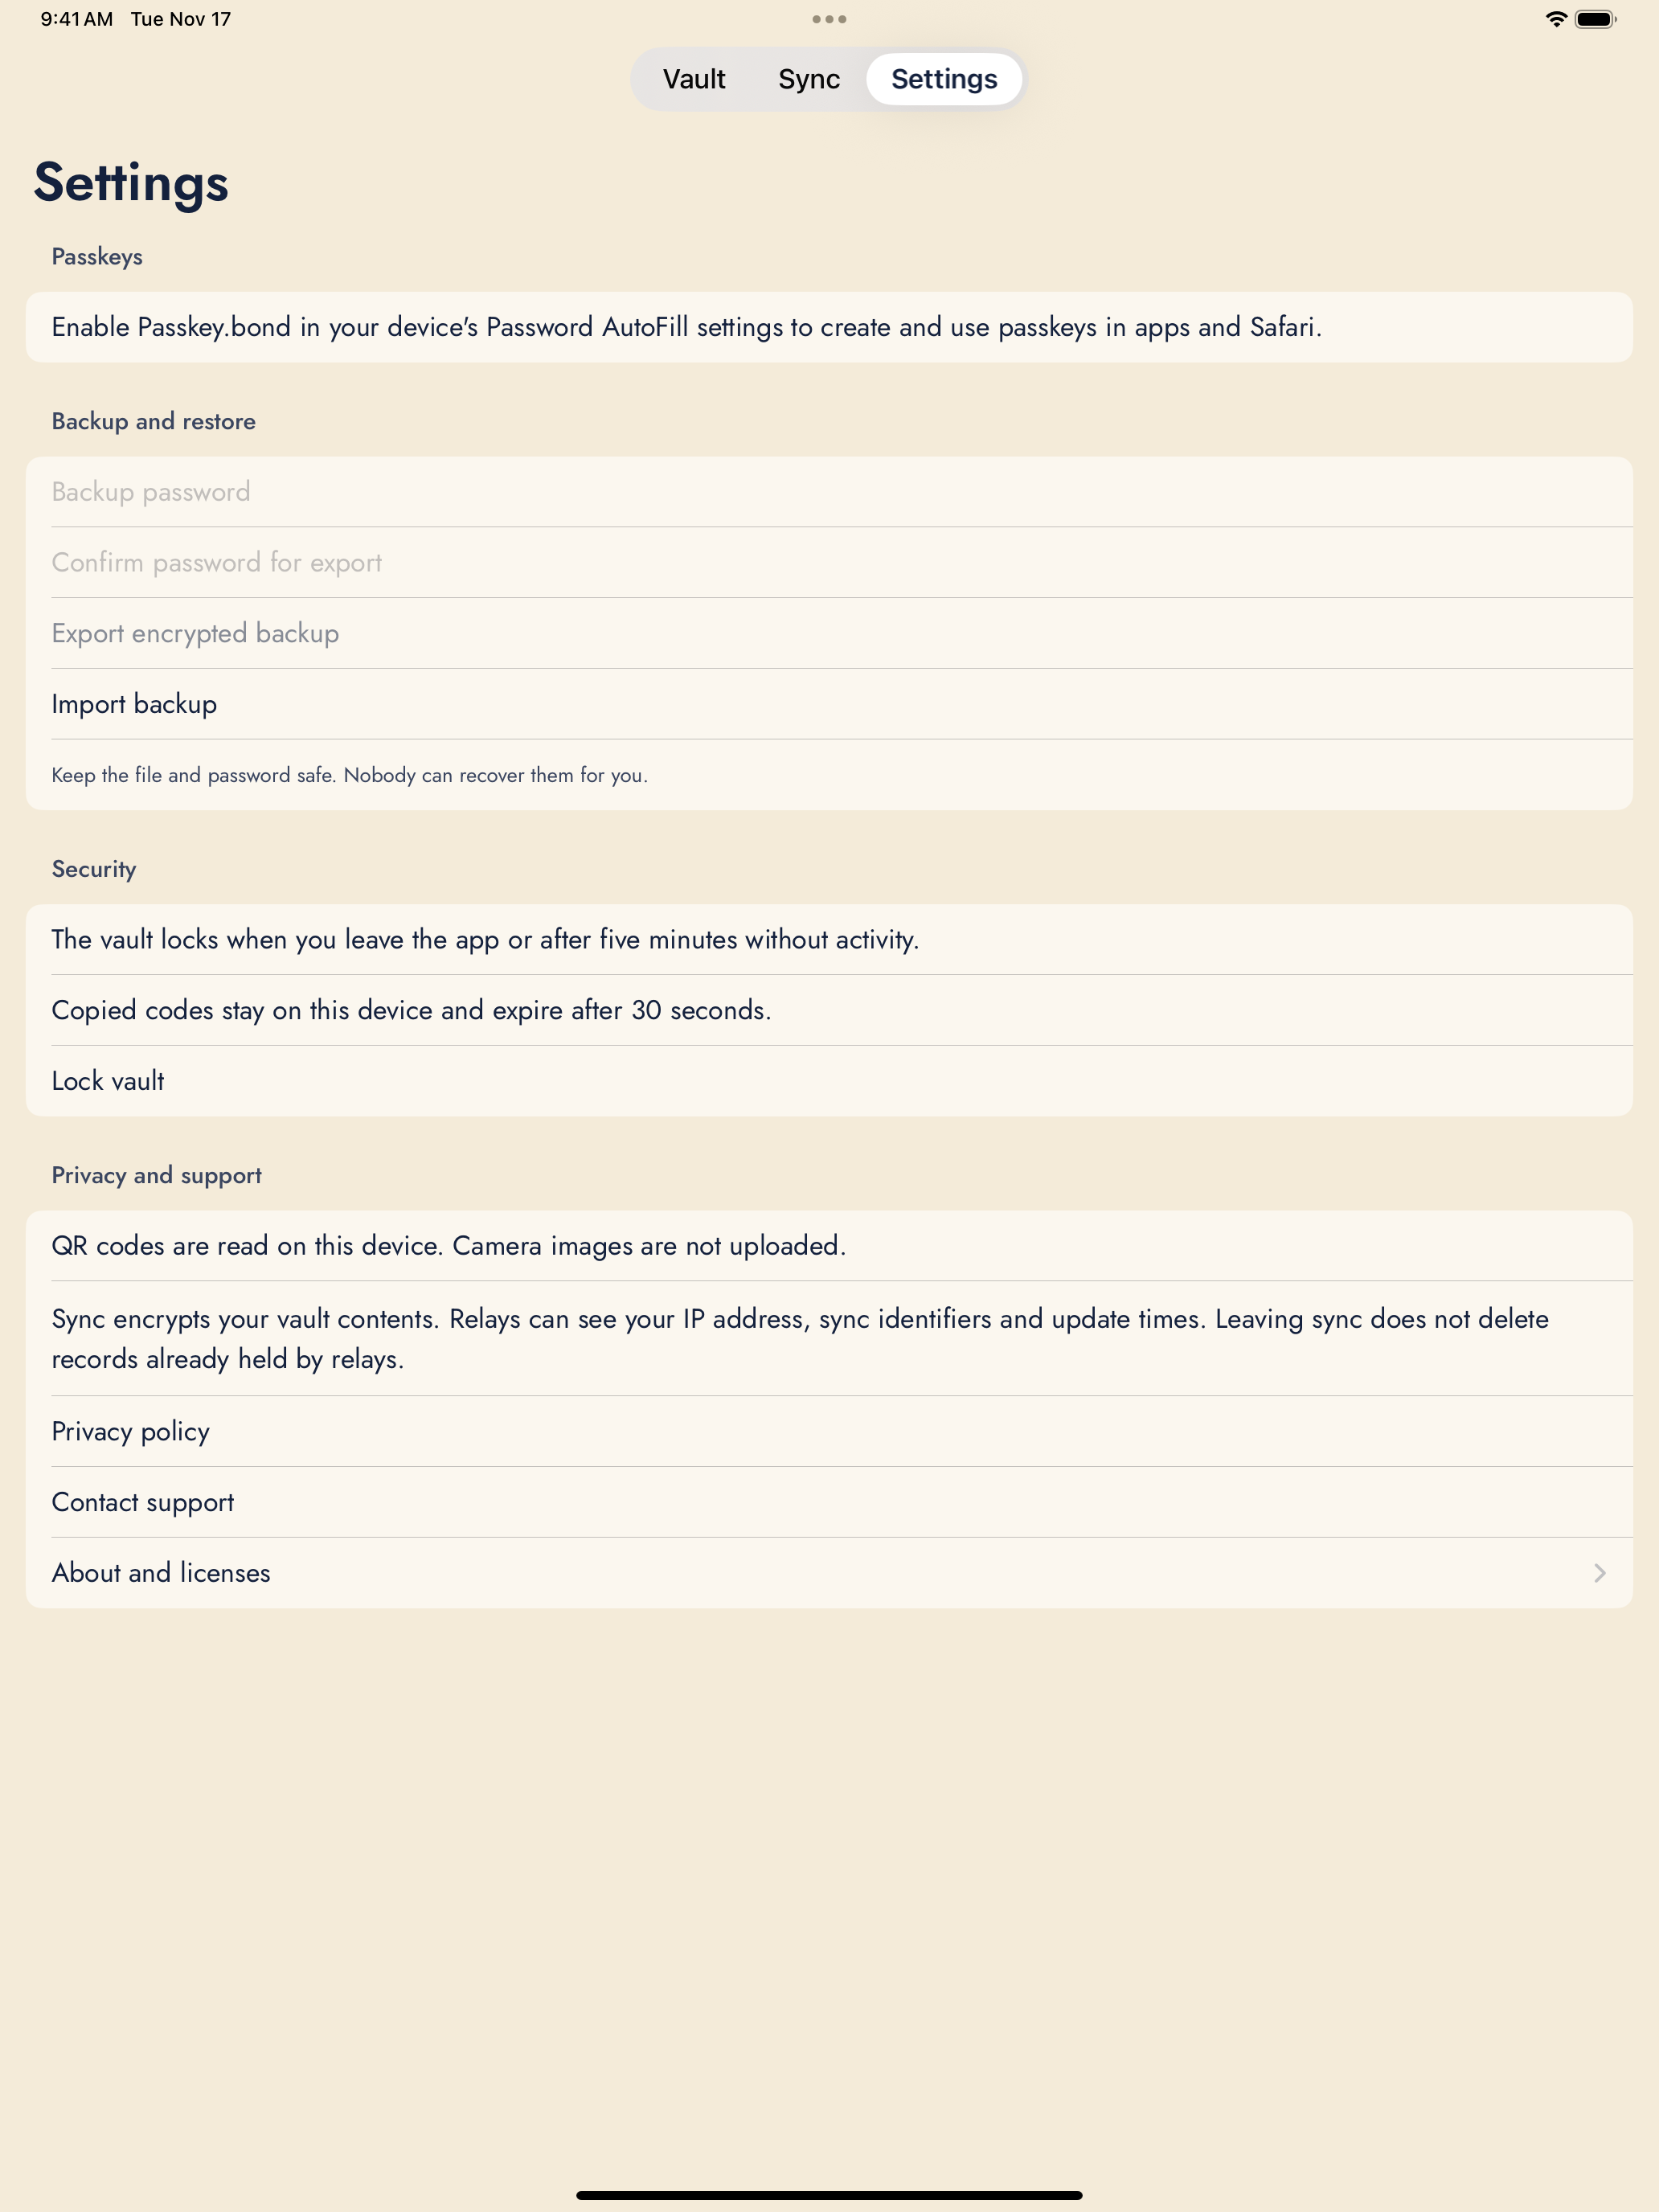 9:41 AM Tue Nov 17
Vault Sync Settings
Settings
Passkeys
Enable Passkey.bond in your device's Password AutoFill settings to create and use passkeys in apps and Safari.
Backup and restore
Backup password
Confirm password for export
Export encrypted backup
Import backup
Keep the file and password safe. Nobody can recover them for you.
Security
The vault locks when you leave the app or after five minutes without activity.
Copied codes stay on this device and expire after 30 seconds.
Lock vault
Privacy and support
QR codes are read on this device. Camera images are not uploaded.
Sync encrypts your vault contents. Relays can see your IP address, sync identifiers and update times. Leaving sync does not delete
records already held by relays.
Privacy policy
Contact support
About and licenses